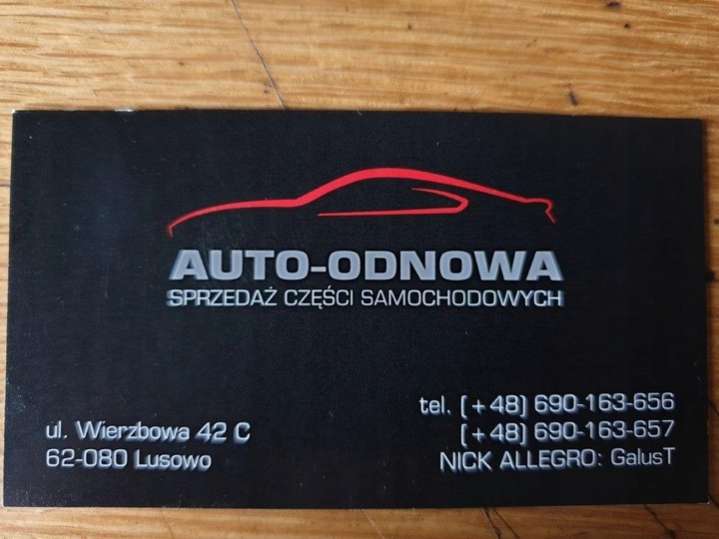 AUTO-ODNOWA
SPRZEDAŻ CZĘŚCI SAMOCHODOWYCH
ul. Wierzbowa 42 C
62-080 Lusowo
tel. (+48) 690-163-656
(+48) 690-163-657
NICK ALLEGRO: GalusT